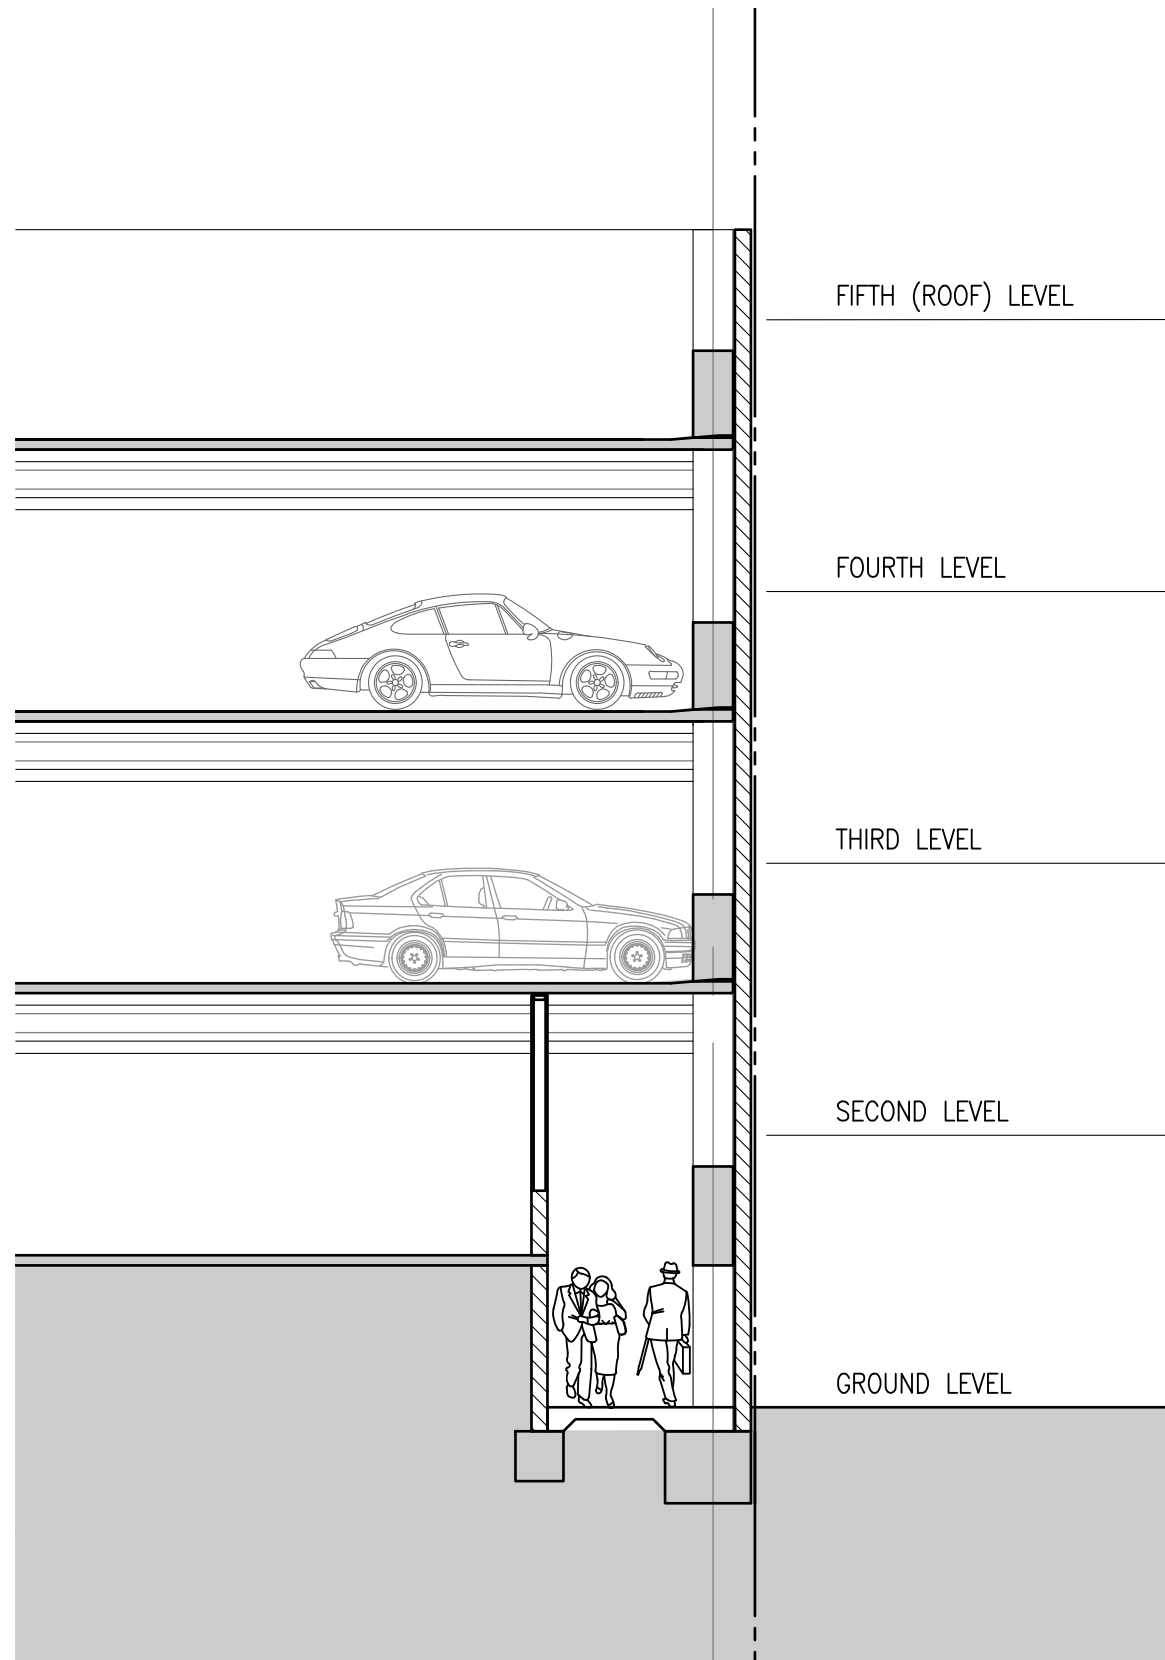 FIFTH (ROOF) LEVEL
FOURTH LEVEL
THIRD LEVEL
SECOND LEVEL
GROUND LEVEL